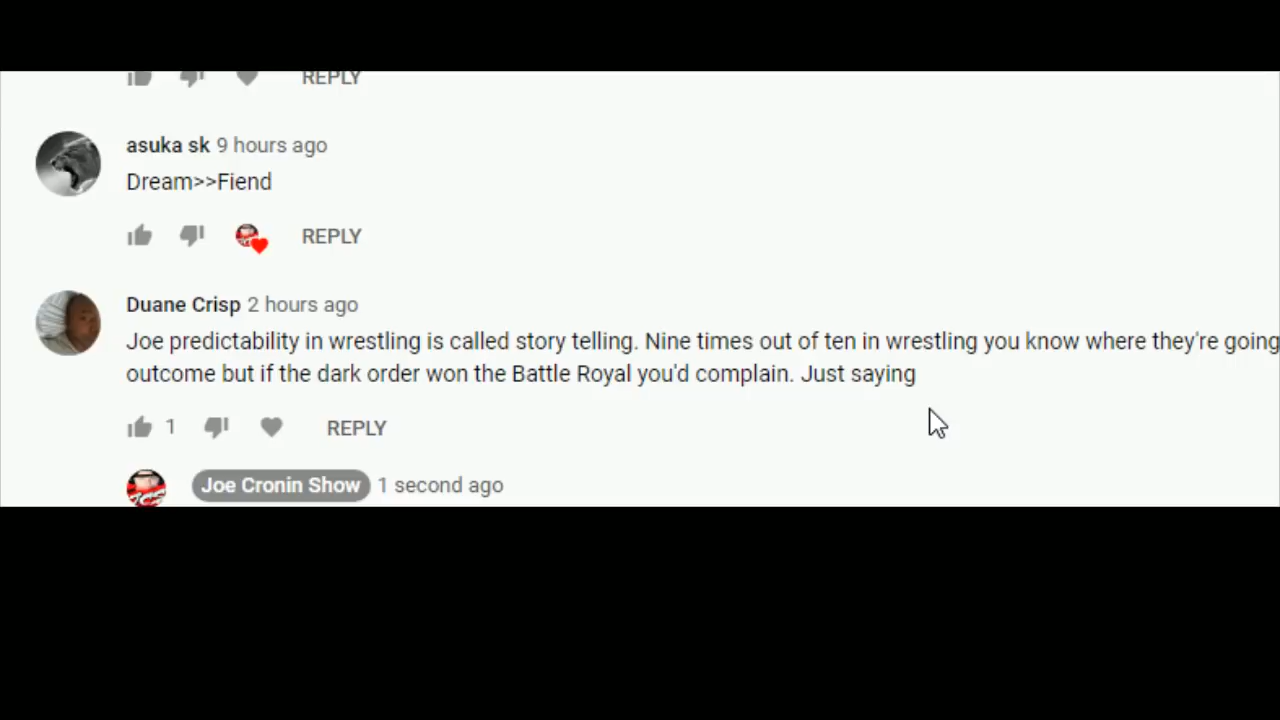 REPLY
asuka sk 9 hours ago
Dream>>Fiend
REPLY
Duane Crisp 2 hours ago
Joe predictability in wrestling is called story telling. Nine times out of ten in wrestling you know where they're going
outcome but if the dark order won the Battle Royal you'd complain. Just saying
1 REPLY
Joe Cronin Show 1 second ago